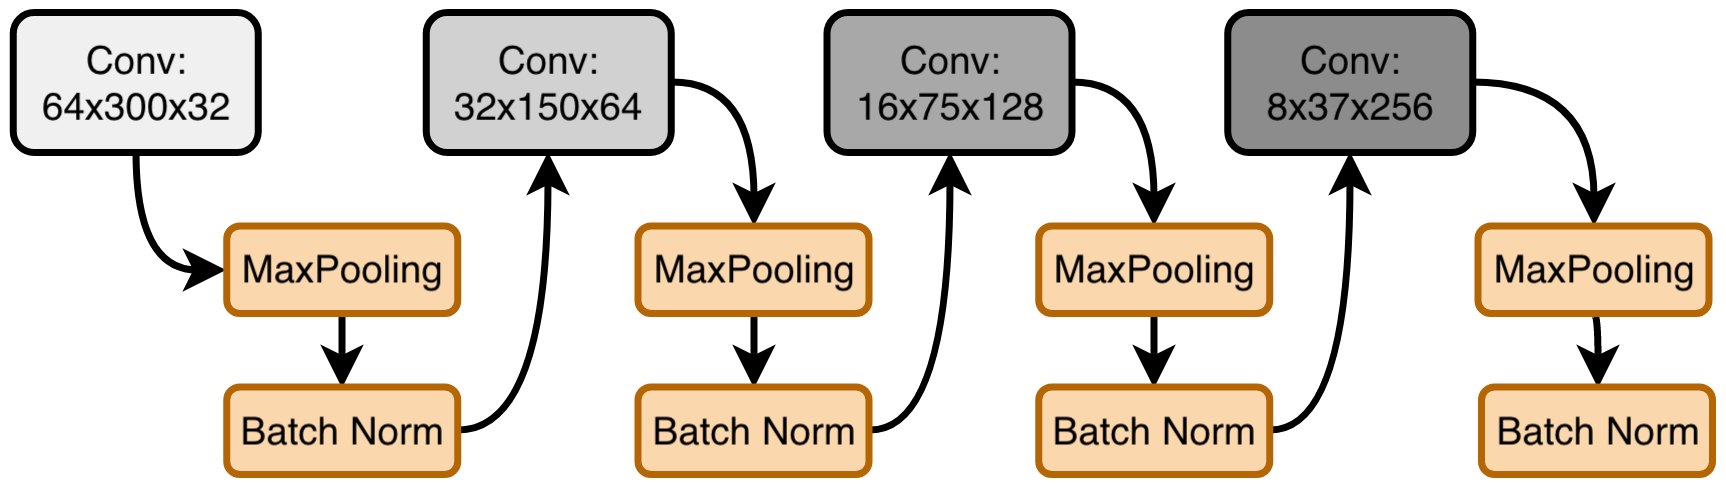 Conv:
64x300x32
MaxPooling
Batch Norm
Conv:
32x150x64
MaxPooling
Batch Norm
Conv:
16x75x128
MaxPooling
Batch Norm
Conv:
8x37x256
MaxPooling
Batch Norm